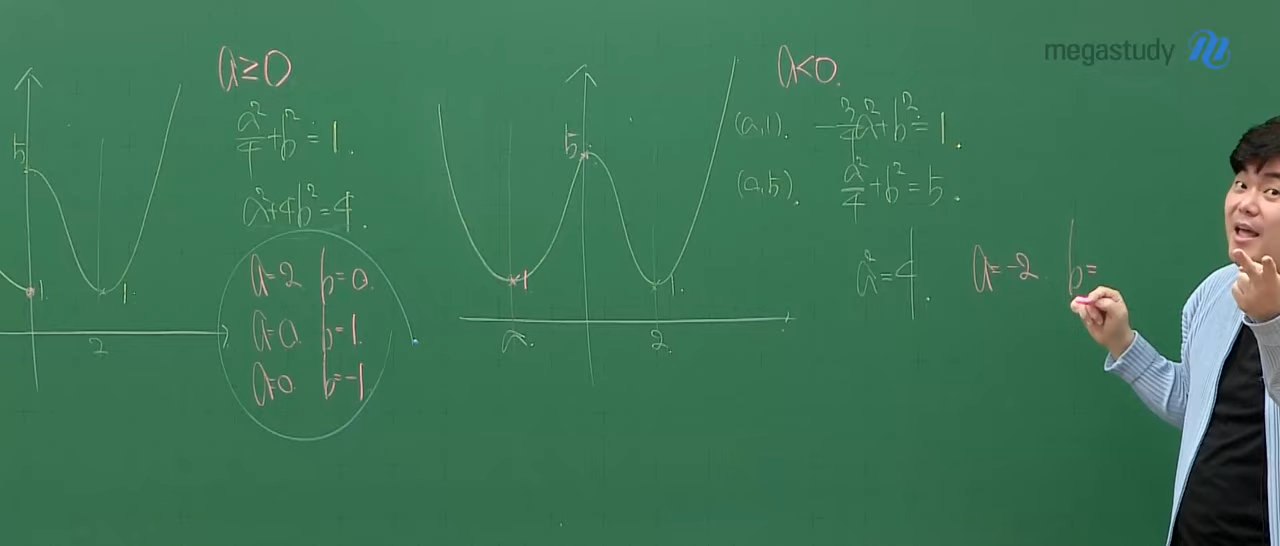 megastudy
a≥0
a²/4+b²=1.
a²+4b²=4.
a=2 b=0.
a=0. b=1.
a=0. b=-1
5
1
1.
2
5
1
1.
a.
2.
a<0.
(a,1). -3/4a²+b²=1.
(a,5). a²/4+b²=5.
a²=4. a=-2 b=